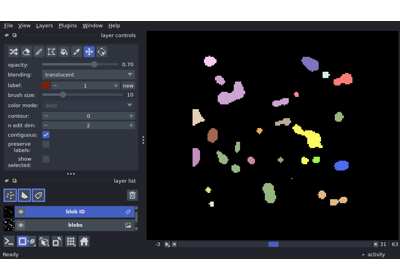 File View Layers Plugins Window Help
layer controls
opacity: 0.70
blending: translucent
label: 1 new
brush size: 10
color mode: auto
contour: 0
n edit dim: 2
contiguous:
preserve
labels:
show
selected:
layer list
blob ID
blobs
-3 31 63
Ready activity